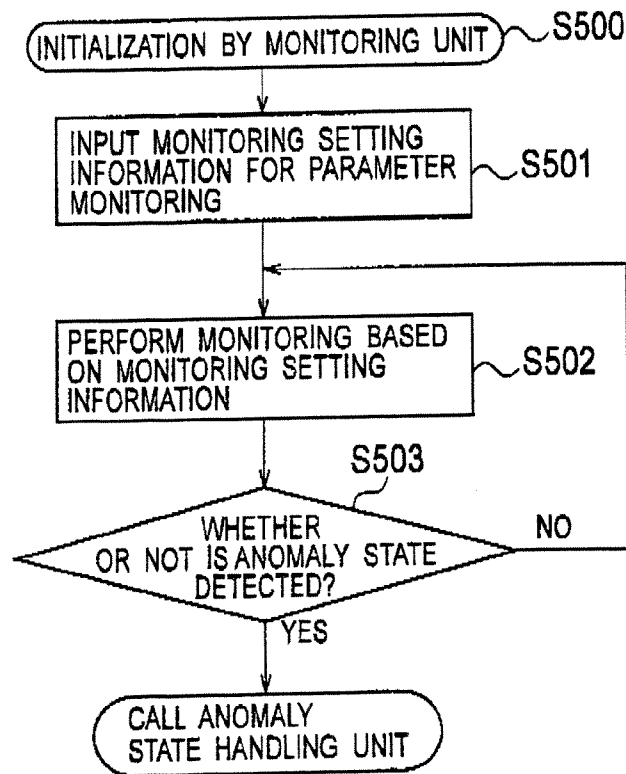 INITIALIZATION BY MONITORING UNIT
S500
INPUT MONITORING SETTING
INFORMATION FOR PARAMETER
MONITORING
S501
PERFORM MONITORING BASED
ON MONITORING SETTING
INFORMATION
S502
S503
WHETHER
OR NOT IS ANOMALY STATE
DETECTED?
NO
YES
CALL ANOMALY
STATE HANDLING UNIT